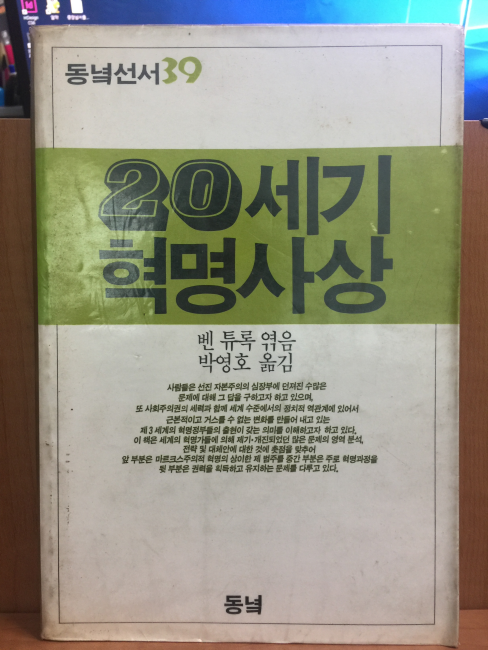 동녘선서39
20세기
혁명사상
벤 튜록 엮음
박영호 옮김
사람들은 선진 자본주의의 심장부에 던져진 수많은
문제에 대해 그 답을 구하고자 하고 있으며,
또 사회주의권의 세력과 함께 세계 수준에서의 정치적 역관계에 있어서
근본적이고 거스를 수 없는 변화를 만들어 내고 있는
제3세계의 혁명정부들의 출현이 갖는 의미를 이해하고자 하고 있다.
이 책은 세계의 혁명가들에 의해 제기·개진되었던 많은 문제의 영역 분석,
전략 및 대체안에 대한 것에 촛점을 맞추어
앞 부분은 마르크스주의적 혁명의 상이한 제 범주를 중간 부분은 주로 혁명과정을
뒷 부분은 권력을 획득하고 유지하는 문제를 다루고 있다.
동녘